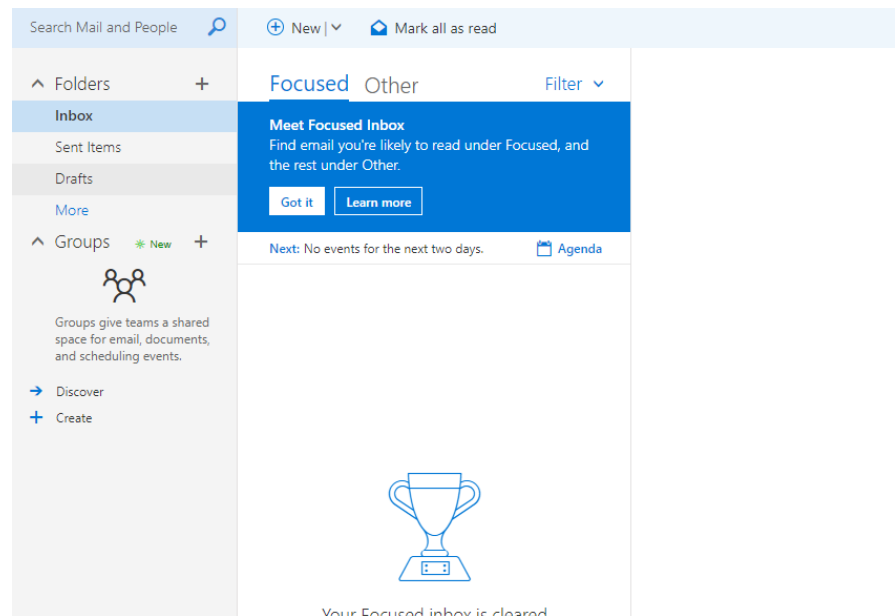 Search Mail and People
New
Mark all as read
Folders
Inbox
Sent Items
Drafts
More
Groups
New
Groups give teams a shared
space for email, documents,
and scheduling events.
Discover
Create
Focused Other
Filter
Meet Focused Inbox
Find email you're likely to read under Focused, and
the rest under Other.
Got it
Learn more
Next: No events for the next two days.
Agenda
Your Focused inbox is cleared